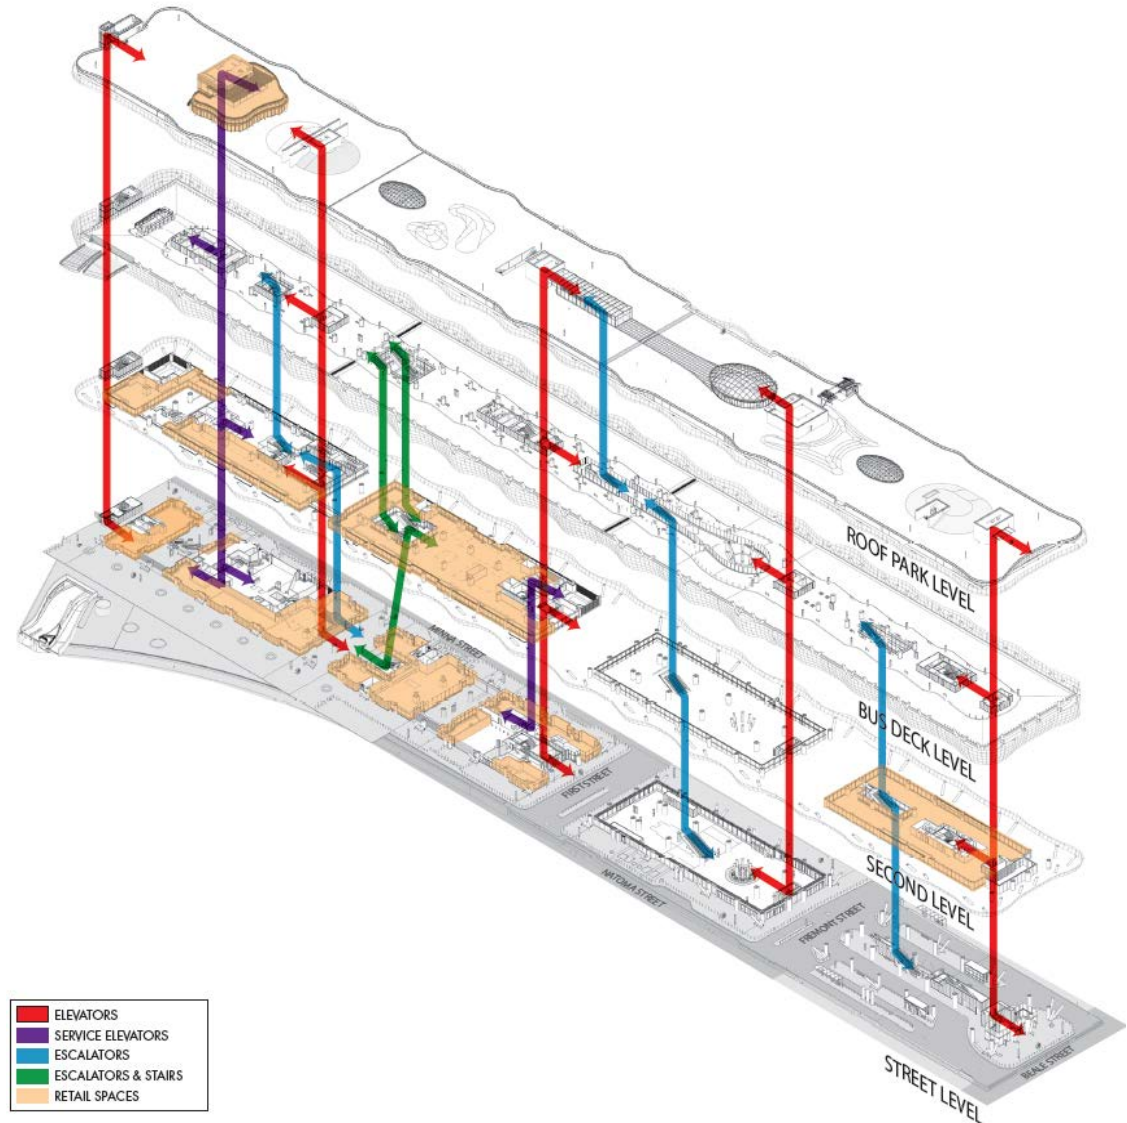 ROOF PARK LEVEL
BUS DECK LEVEL
MINNA STREET
FIRST STREET
SECOND LEVEL
NATOMA STREET
FREMONT STREET
STREET LEVEL
BEALE STREET
ELEVATORS
SERVICE ELEVATORS
ESCALATORS
ESCALATORS & STAIRS
RETAIL SPACES